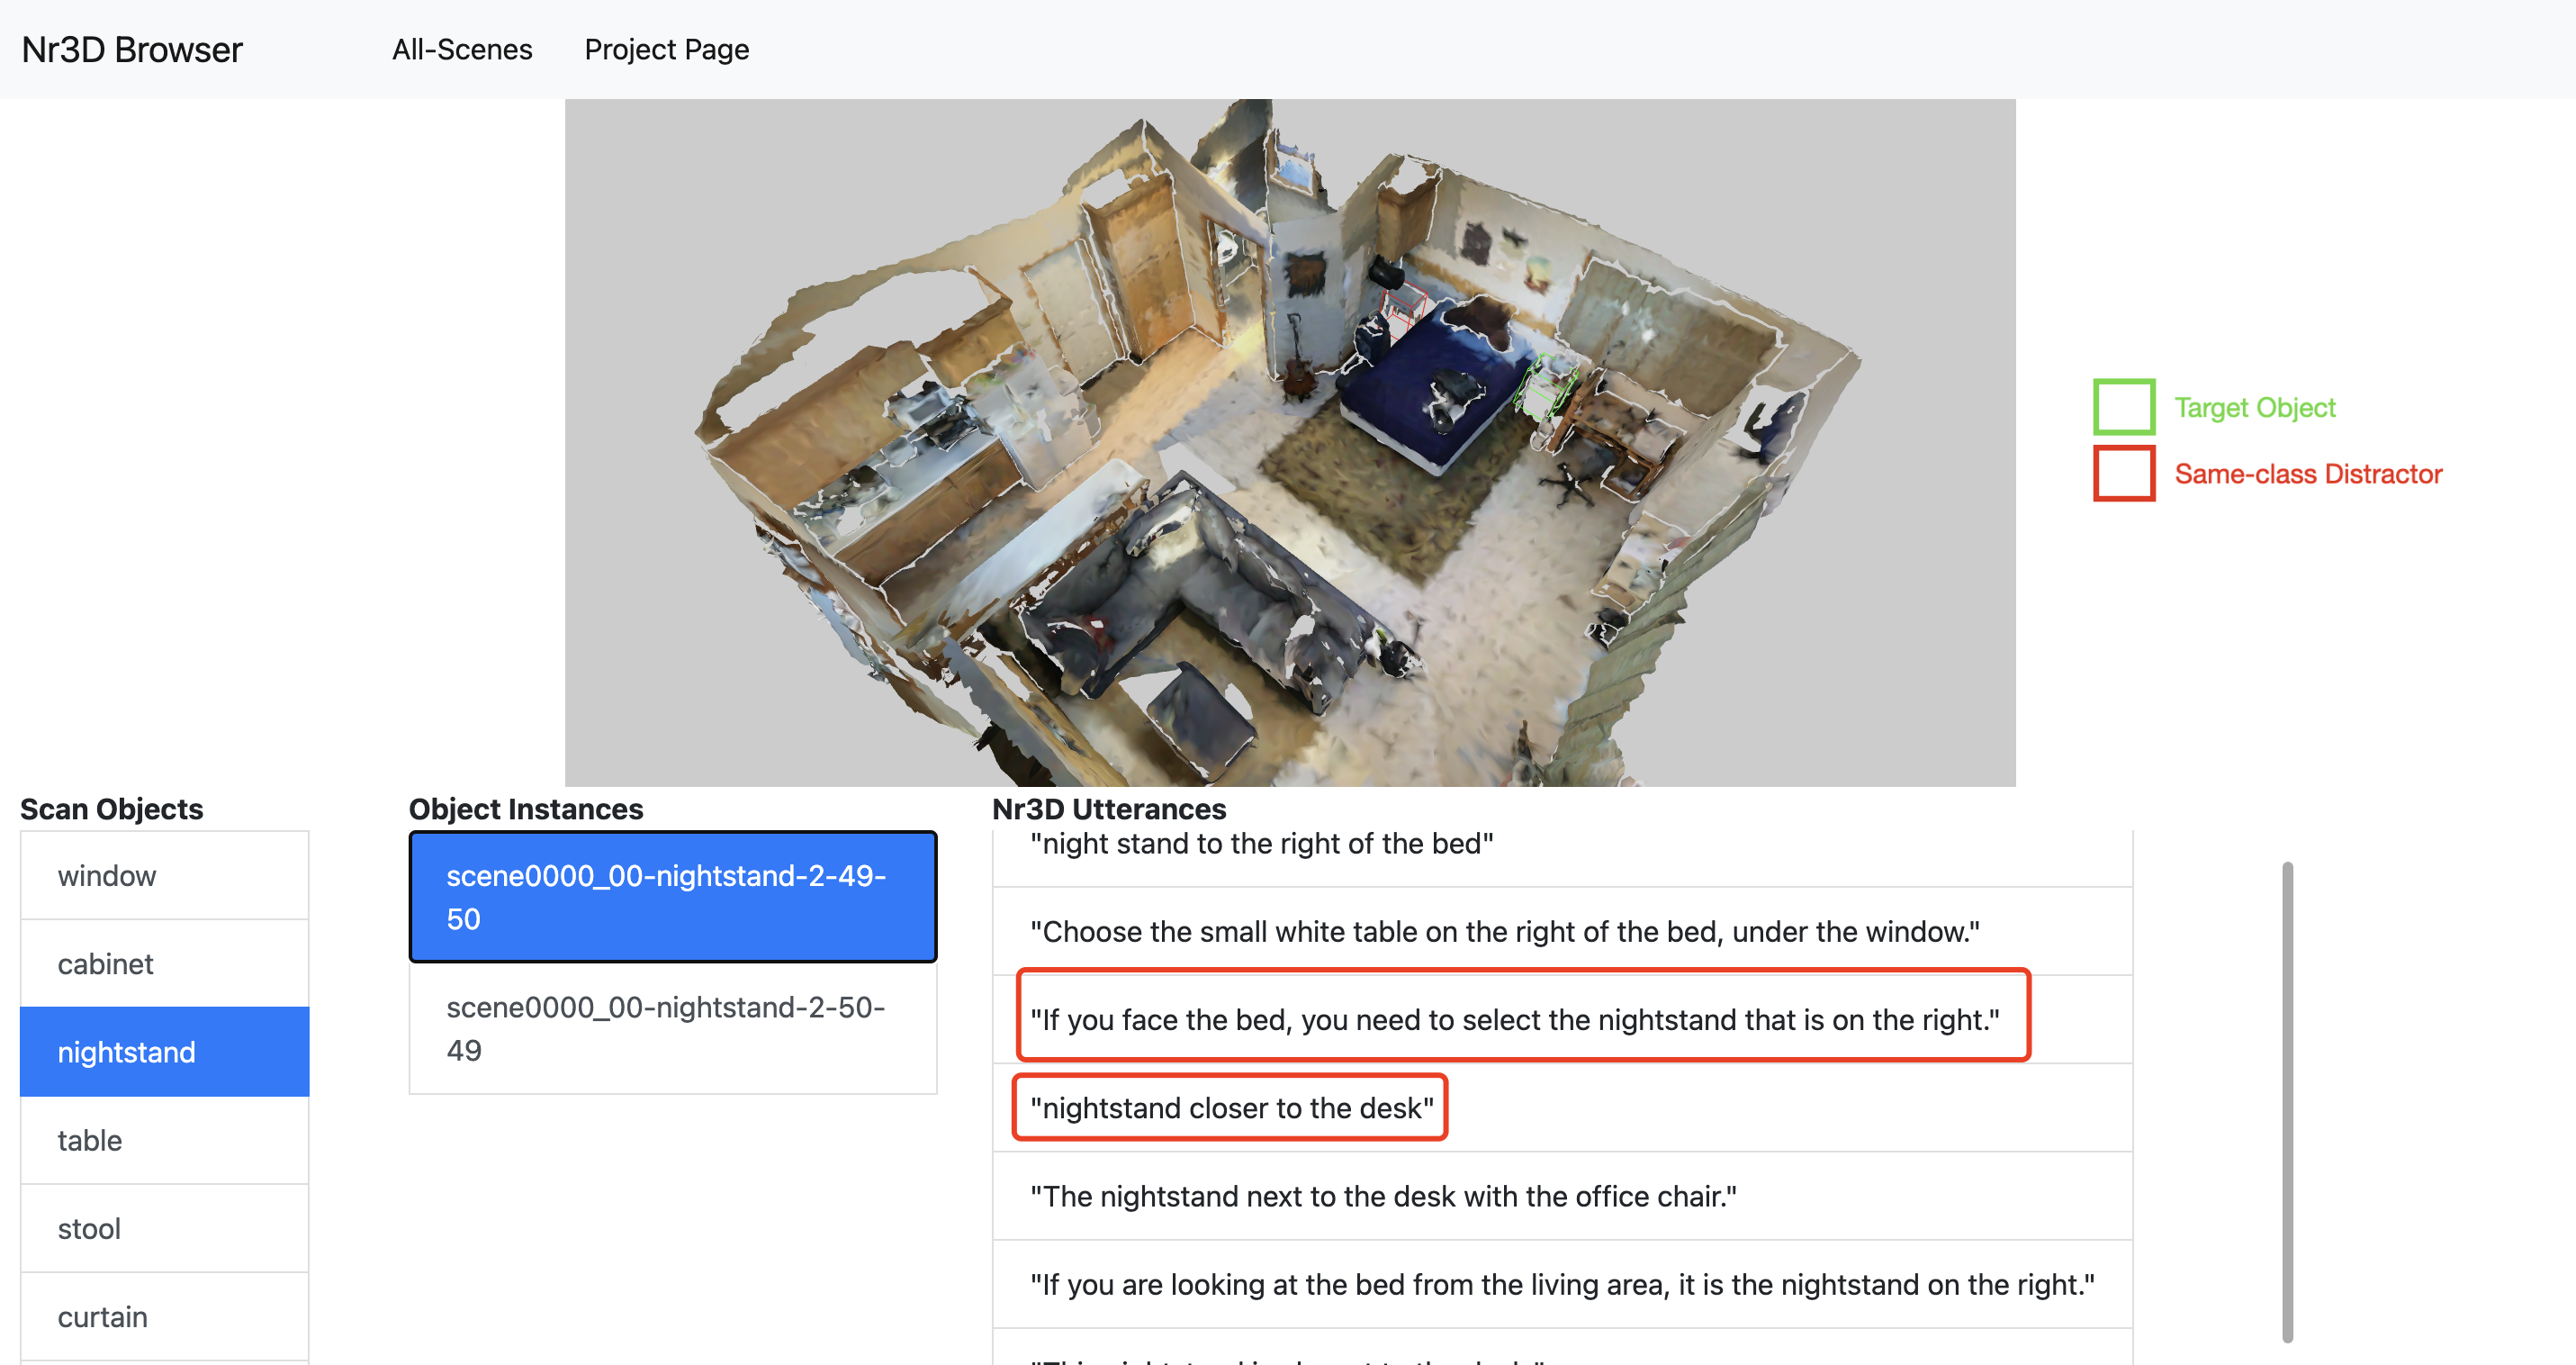 Nr3D Browser All-Scenes Project Page
Target Object
Same-class Distractor
Scan Objects
window
cabinet
nightstand
table
stool
curtain
Object Instances
scene0000_00-nightstand-2-49-
50
scene0000_00-nightstand-2-50-
49
Nr3D Utterances
"night stand to the right of the bed"
"Choose the small white table on the right of the bed, under the window."
"If you face the bed, you need to select the nightstand that is on the right."
"nightstand closer to the desk"
"The nightstand next to the desk with the office chair."
"If you are looking at the bed from the living area, it is the nightstand on the right."